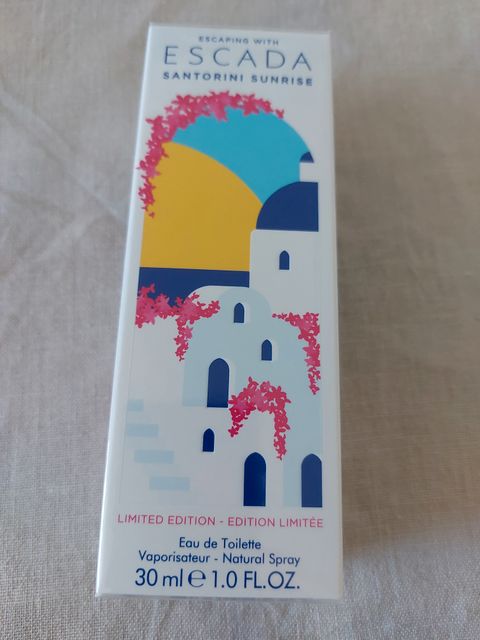 ESCAPING WITH
ESCADA
SANTORINI SUNRISE
LIMITED EDITION - EDITION LIMITÉE
Eau de Toilette
Vaporisateur - Natural Spray
30 ml ℮ 1.0 FL.OZ.